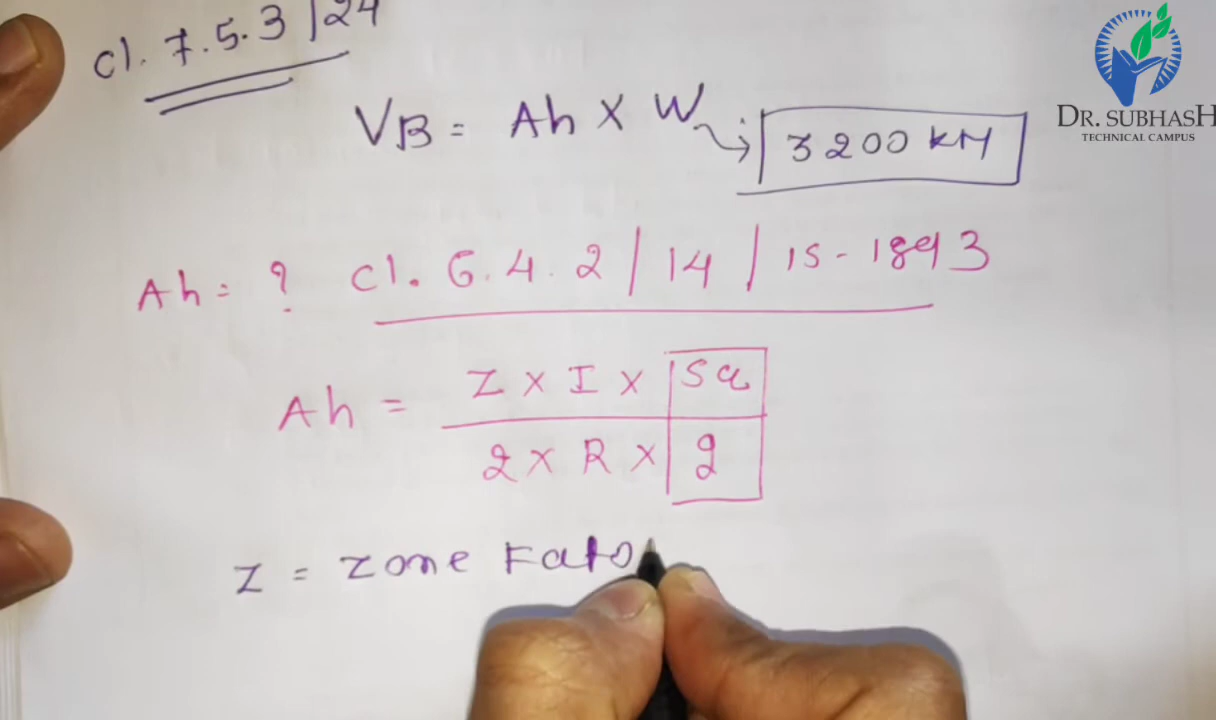 cl. 7.5.3 / 24
VB = Ah X W → 3200 KN
Ah = ? cl. 6.4.2 / 14 / IS - 1893
Ah = Z X I X Sa
2 X R X g
Z = Zone Fato
DR. SUBHASH
TECHNICAL CAMPUS